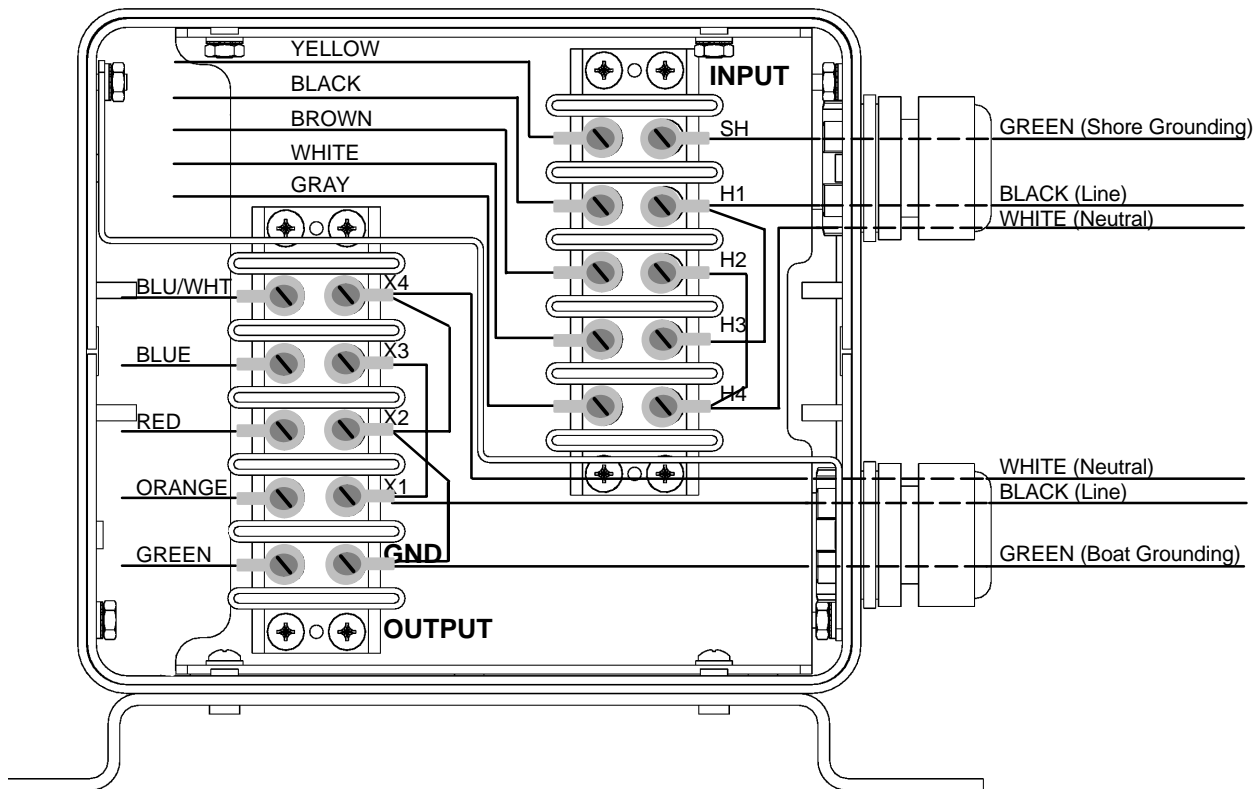 YELLOW
INPUT
BLACK
BROWN
SH
GREEN (Shore Grounding)
WHITE
GRAY
H1
BLACK (Line)
WHITE (Neutral)
H2
BLU/WHT
X4
H3
BLUE
X3
H4
RED
X2
WHITE (Neutral)
ORANGE
X1
BLACK (Line)
GREEN
GND
GREEN (Boat Grounding)
OUTPUT